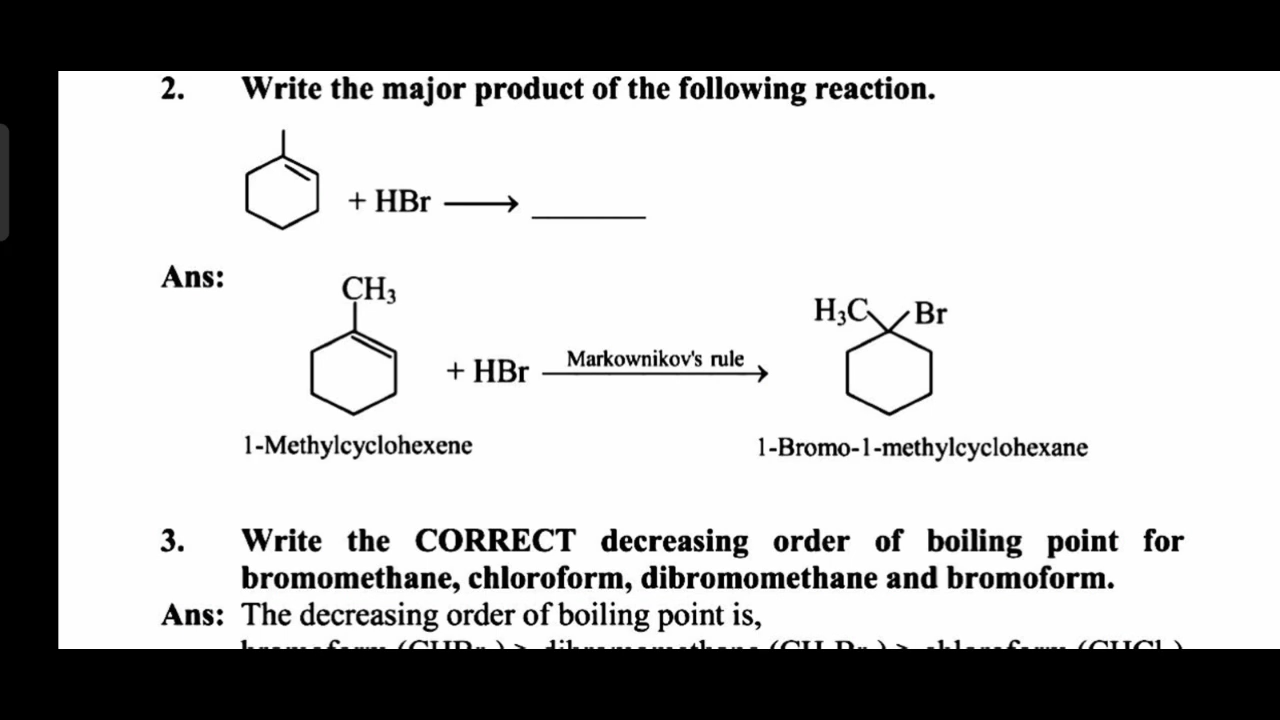 2. Write the major product of the following reaction.
+ HBr ⟶ ________
Ans:
CH₃
+ HBr
Markownikov's rule
H₃C Br
1-Methylcyclohexene
1-Bromo-1-methylcyclohexane
3. Write the CORRECT decreasing order of boiling point for
bromomethane, chloroform, dibromomethane and bromoform.
Ans: The decreasing order of boiling point is,